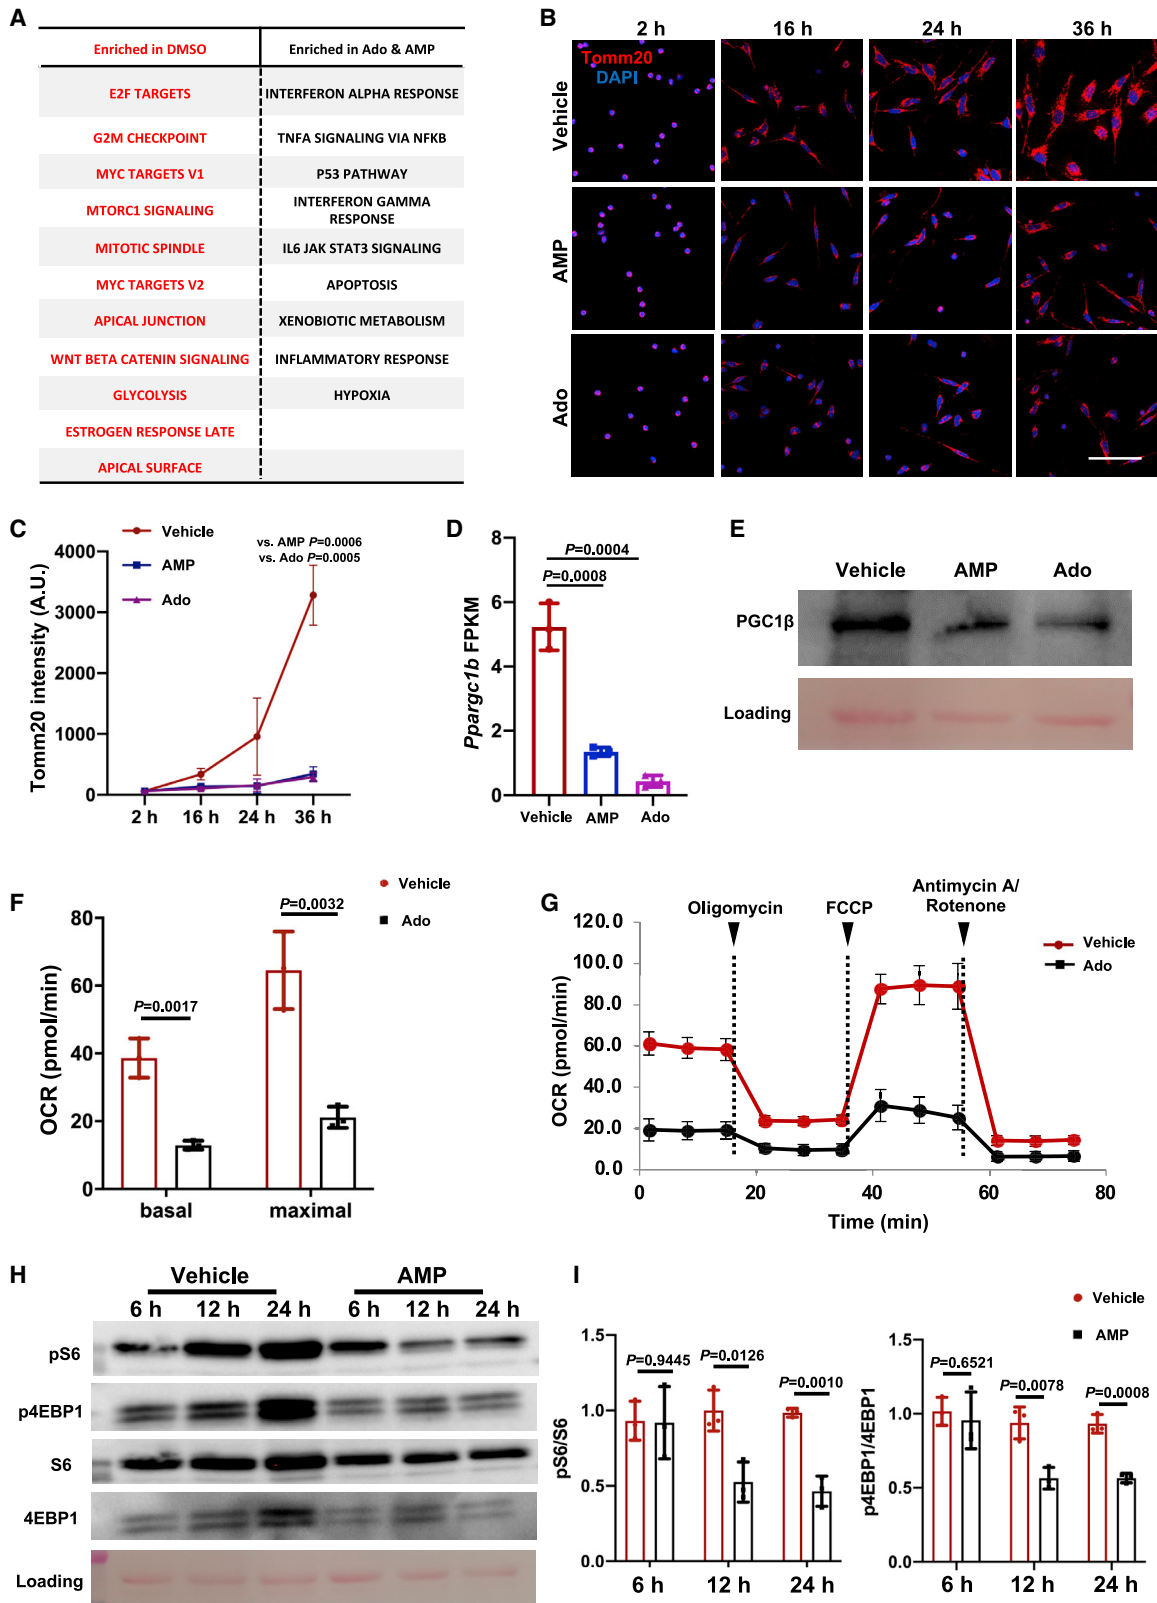 A
Enriched in DMSO
Enriched in Ado & AMP
E2F TARGETS
INTERFERON ALPHA RESPONSE
G2M CHECKPOINT
TNFA SIGNALING VIA NFKB
MYC TARGETS V1
P53 PATHWAY
MTORC1 SIGNALING
INTERFERON GAMMA
RESPONSE
MITOTIC SPINDLE
IL6 JAK STAT3 SIGNALING
MYC TARGETS V2
APOPTOSIS
APICAL JUNCTION
XENOBIOTIC METABOLISM
WNT BETA CATENIN SIGNALING
INFLAMMATORY RESPONSE
GLYCOLYSIS
HYPOXIA
ESTROGEN RESPONSE LATE
APICAL SURFACE
B
2 h
16 h
24 h
36 h
Tomm20
DAPI
Vehicle
AMP
Ado
C
Vehicle
AMP
Ado
vs. AMP P=0.0006
vs. Ado P=0.0005
Tomm20 intensity (A.U.)
4000
3000
2000
1000
0
2 h
16 h
24 h
36 h
D
P=0.0004
P=0.0008
Ppargc1b FPKM
8
6
4
2
0
Vehicle
AMP
Ado
E
Vehicle
AMP
Ado
PGC1β
Loading
F
Vehicle
Ado
P=0.0032
P=0.0017
OCR (pmol/min)
80
60
40
20
0
basal
maximal
G
Oligomycin
FCCP
Antimycin A/
Rotenone
Vehicle
Ado
OCR (pmol/min)
120.0
100.0
80.0
60.0
40.0
20.0
0.0
0
20
40
60
80
Time (min)
H
Vehicle
AMP
6 h
12 h
24 h
6 h
12 h
24 h
pS6
p4EBP1
S6
4EBP1
Loading
I
Vehicle
AMP
P=0.9445
P=0.0126
P=0.0010
pS6/S6
1.5
1.0
0.5
0.0
6 h
12 h
24 h
P=0.6521
P=0.0078
P=0.0008
p4EBP1/4EBP1
1.5
1.0
0.5
0.0
6 h
12 h
24 h